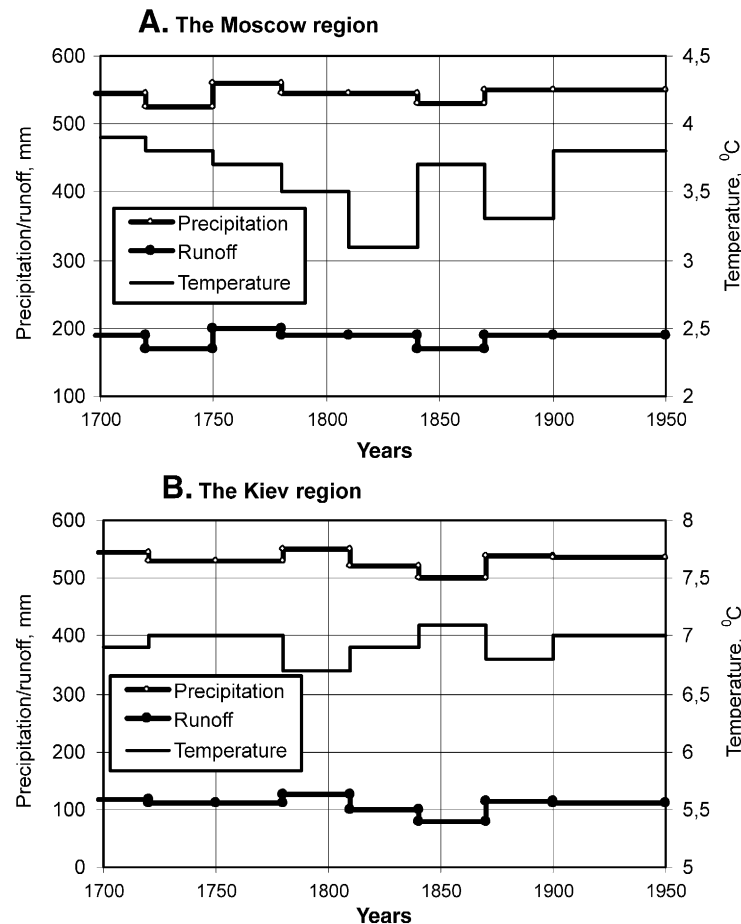 A. The Moscow region
600
500
400
300
200
100
4,5
4
3,5
3
2,5
2
Precipitation/runoff, mm
Temperature, ⁰C
Precipitation
Runoff
Temperature
1700 1750 1800 1850 1900 1950
Years
B. The Kiev region
600
500
400
300
200
100
0
8
7,5
7
6,5
6
5,5
5
Precipitation/runoff, mm
Temperature, ⁰C
Precipitation
Runoff
Temperature
1700 1750 1800 1850 1900 1950
Years